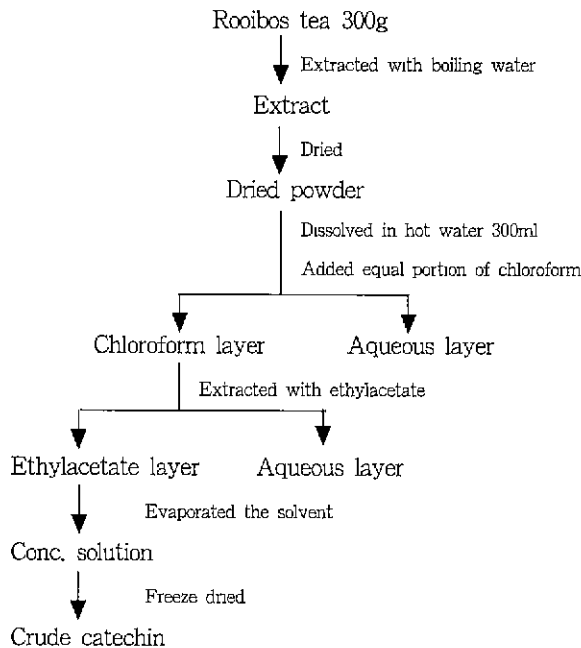 Rooibos tea 300g
Extracted with boiling water
Extract
Dried
Dried powder
Dissolved in hot water 300ml
Added equal portion of chloroform
Chloroform layer
Aqueous layer
Extracted with ethylacetate
Ethylacetate layer
Aqueous layer
Evaporated the solvent
Conc. solution
Freeze dried
Crude catechin